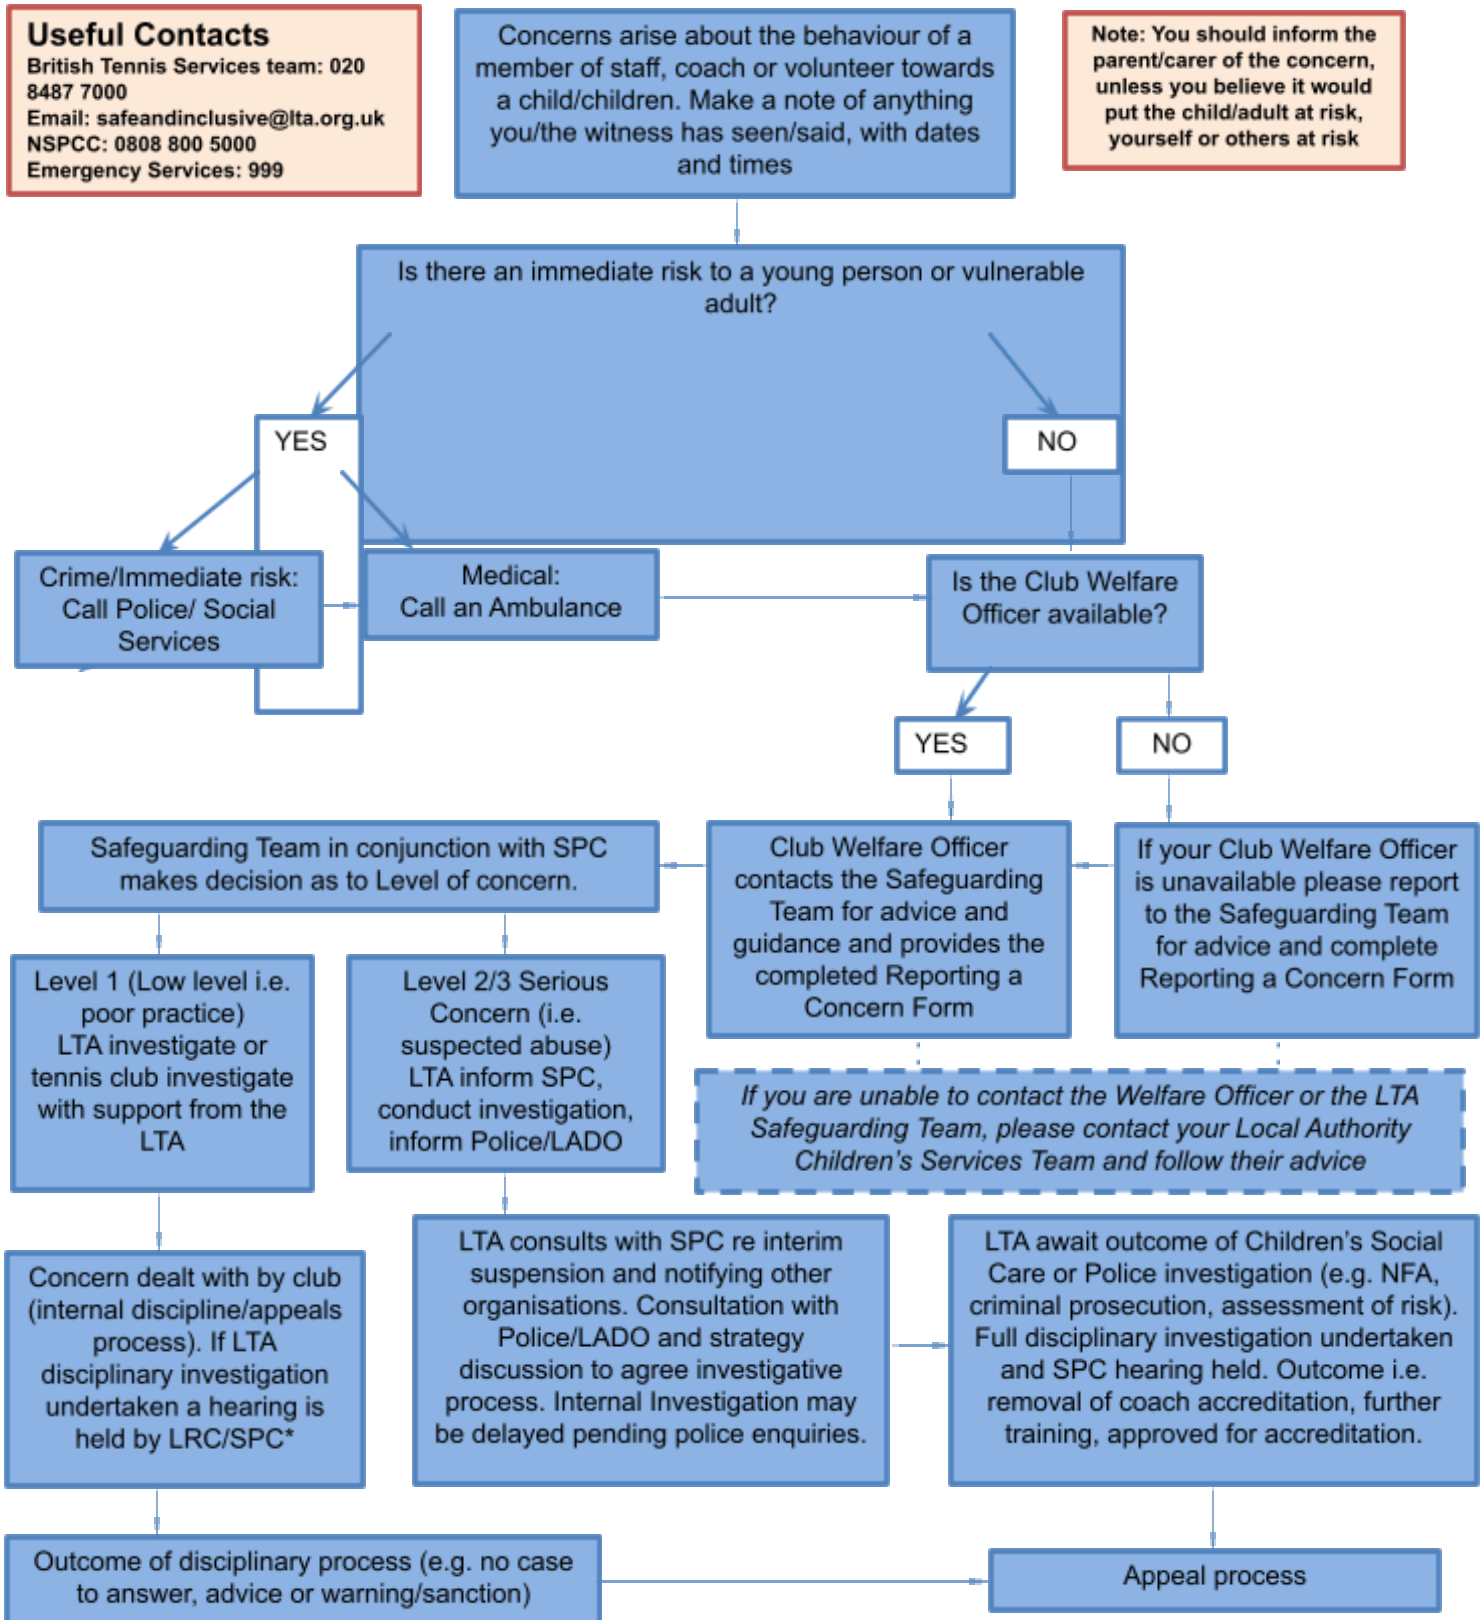 Useful Contacts
British Tennis Services team: 020
8487 7000
Email: safeandinclusive@lta.org.uk
NSPCC: 0808 800 5000
Emergency Services: 999
Concerns arise about the behaviour of a
member of staff, coach or volunteer towards
a child/children. Make a note of anything
you/the witness has seen/said, with dates
and times
Note: You should inform the
parent/carer of the concern,
unless you believe it would
put the child/adult at risk,
yourself or others at risk
Is there an immediate risk to a young person or vulnerable
adult?
YES
NO
Crime/Immediate risk:
Call Police/ Social
Services
Medical:
Call an Ambulance
Is the Club Welfare
Officer available?
YES
NO
Safeguarding Team in conjunction with SPC
makes decision as to Level of concern.
Club Welfare Officer
contacts the Safeguarding
Team for advice and
guidance and provides the
completed Reporting a
Concern Form
If your Club Welfare Officer
is unavailable please report
to the Safeguarding Team
for advice and complete
Reporting a Concern Form
Level 1 (Low level i.e.
poor practice)
LTA investigate or
tennis club investigate
with support from the
LTA
Level 2/3 Serious
Concern (i.e.
suspected abuse)
LTA inform SPC,
conduct investigation,
inform Police/LADO
If you are unable to contact the Welfare Officer or the LTA
Safeguarding Team, please contact your Local Authority
Children's Services Team and follow their advice
Concern dealt with by club
(internal discipline/appeals
process). If LTA
disciplinary investigation
undertaken a hearing is
held by LRC/SPC*
LTA consults with SPC re interim
suspension and notifying other
organisations. Consultation with
Police/LADO and strategy
discussion to agree investigative
process. Internal Investigation may
be delayed pending police enquiries.
LTA await outcome of Children's Social
Care or Police investigation (e.g. NFA,
criminal prosecution, assessment of risk).
Full disciplinary investigation undertaken
and SPC hearing held. Outcome i.e.
removal of coach accreditation, further
training, approved for accreditation.
Outcome of disciplinary process (e.g. no case
to answer, advice or warning/sanction)
Appeal process